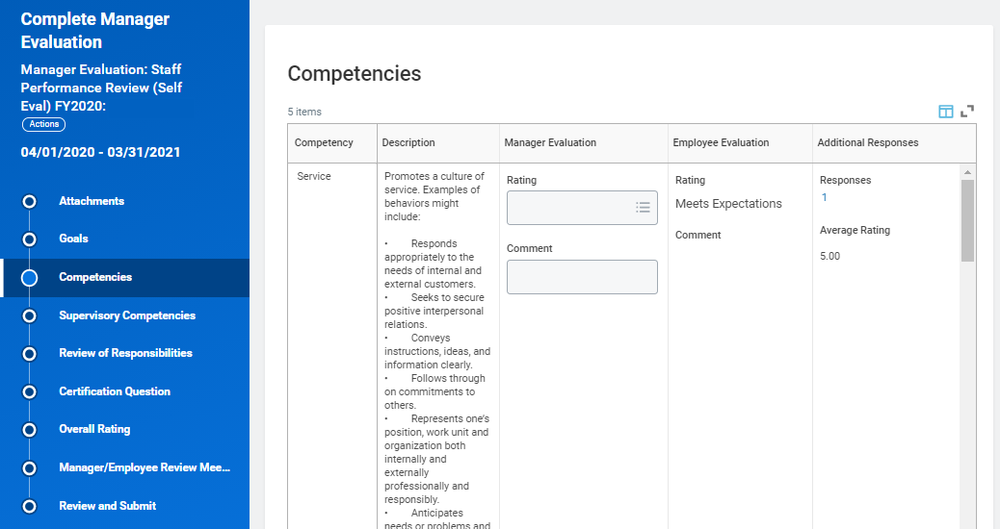 Complete Manager
Evaluation
Manager Evaluation: Staff
Performance Review (Self
Eval) FY2020:
Actions
04/01/2020 - 03/31/2021
Attachments
Goals
Competencies
Supervisory Competencies
Review of Responsibilities
Certification Question
Overall Rating
Manager/Employee Review Mee...
Review and Submit
Competencies
5 items
Competency
Description
Manager Evaluation
Employee Evaluation
Additional Responses
Service
Promotes a culture of
service. Examples of
behaviors might
include:
• Responds
appropriately to the
needs of internal and
external customers.
• Seeks to secure
positive interpersonal
relations.
• Conveys
instructions, ideas, and
information clearly.
• Follows through
on commitments to
others.
• Represents one's
position, work unit and
organization both
internally and
externally
professionally and
responsibly.
• Anticipates
needs or problems and
Rating
Comment
Rating
Meets Expectations
Comment
Responses
1
Average Rating
5.00